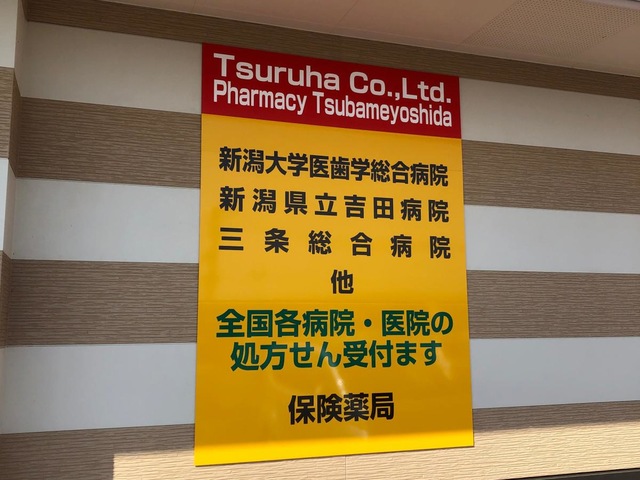 Tsuruha Co.,Ltd.
Pharmacy Tsubameyoshida
新潟大学医歯学総合病院
新潟県立吉田病院
三条総合病院
他
全国各病院・医院の
処方せん受付ます
保険薬局